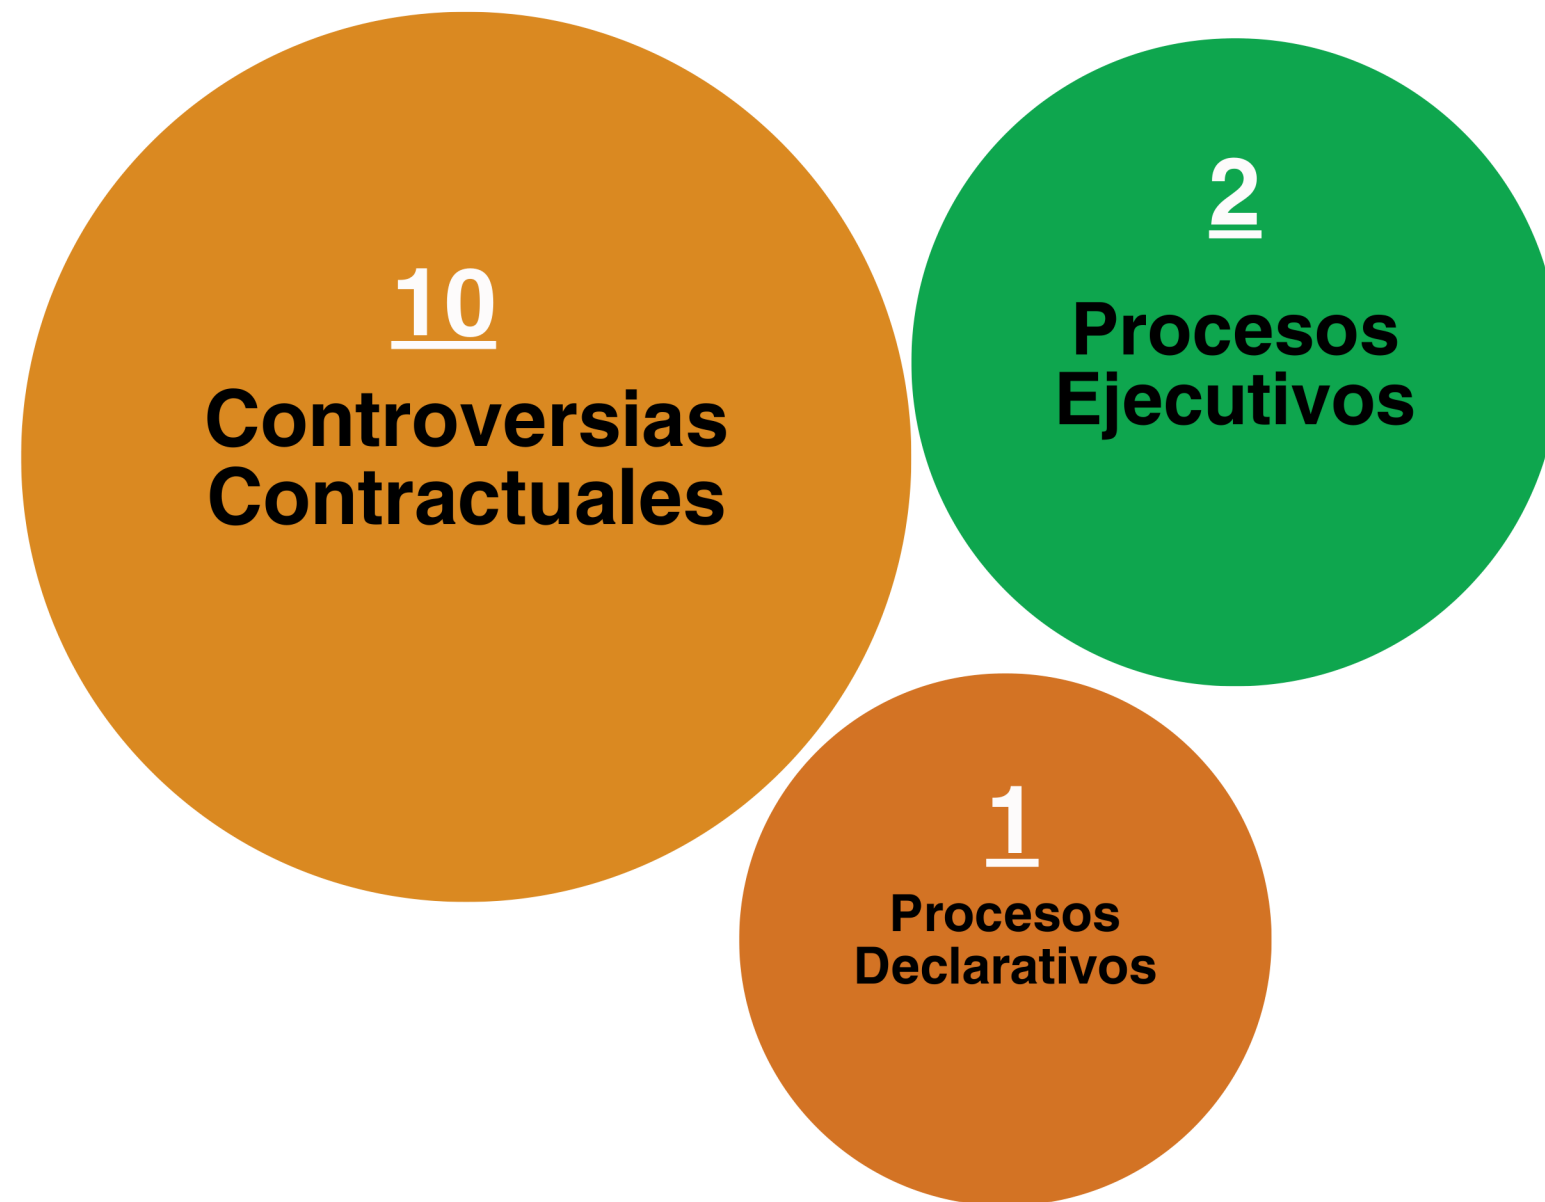 10
Controversias
Contractuales
2
Procesos
Ejecutivos
1
Procesos
Declarativos